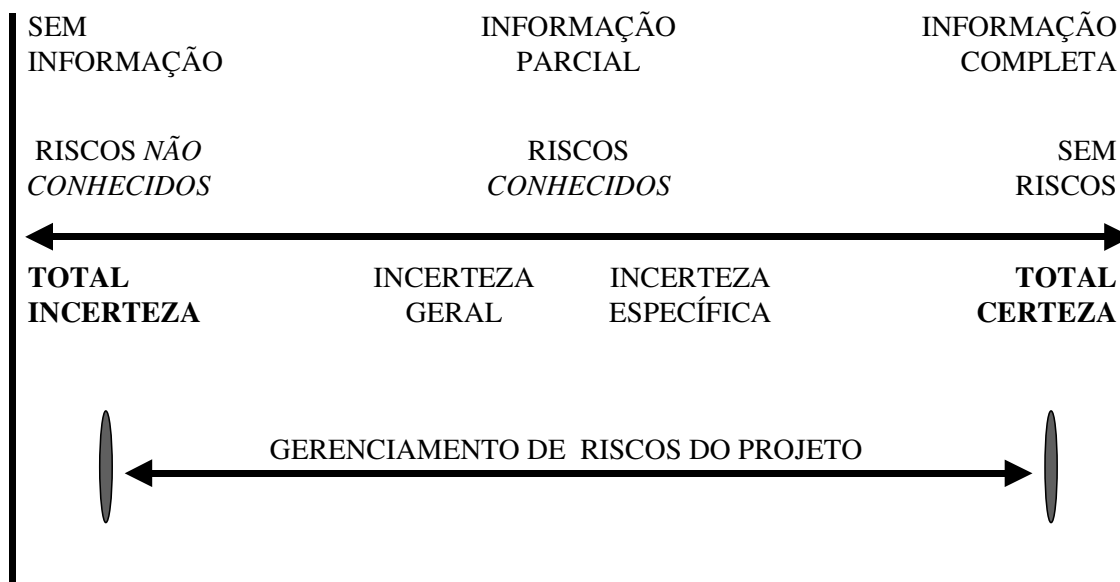 SEM INFORMAÇÃO INFORMAÇÃO
INFORMAÇÃO PARCIAL COMPLETA
RISCOS NÃO RISCOS SEM
CONHECIDOS CONHECIDOS RISCOS
TOTAL INCERTEZA INCERTEZA TOTAL
INCERTEZA GERAL ESPECÍFICA CERTEZA
GERENCIAMENTO DE RISCOS DO PROJETO